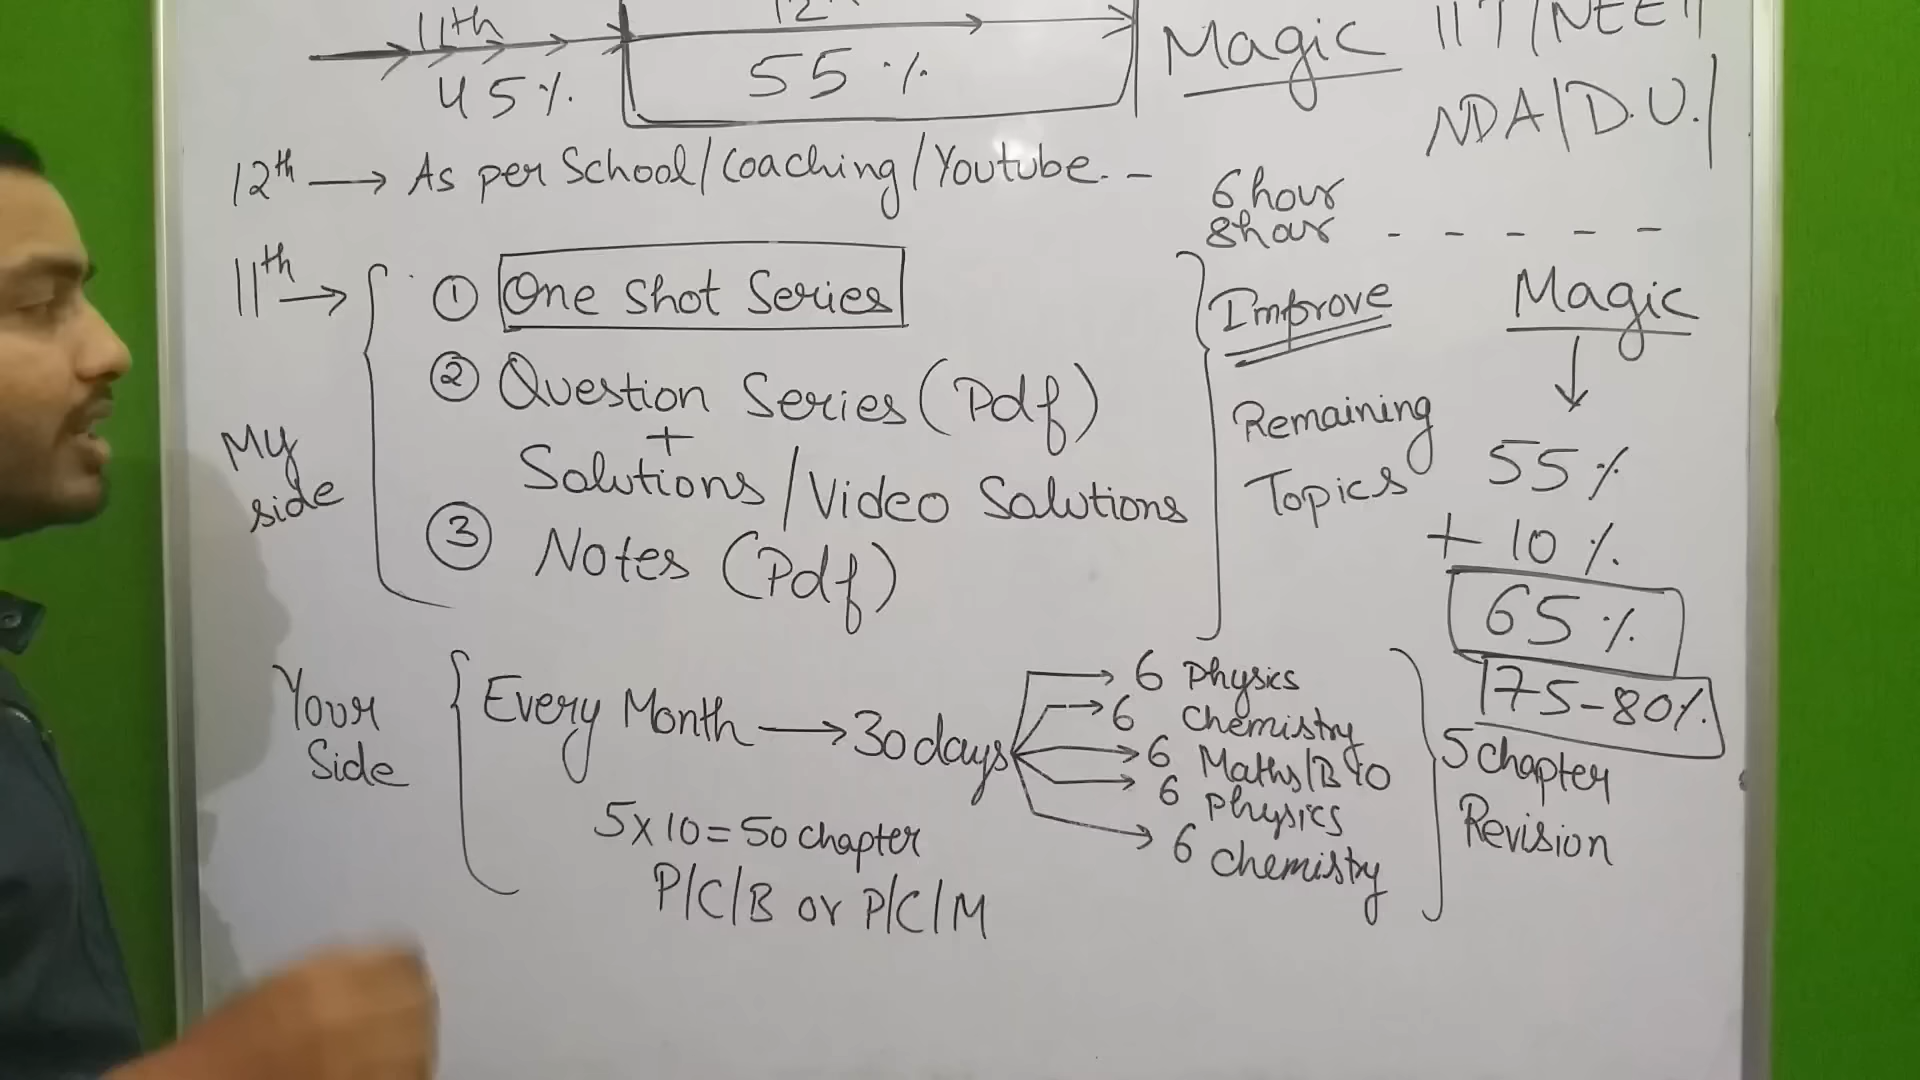 11th
45%
12
55%
Magic
IIT/NEET/
NDA/D.U./
12th → As per School/Coaching/Youtube. -
6 hour
8 hour - - - - -
11th →
① One Shot Series
② Question Series (Pdf)
+
Solutions/Video Solutions
③ Notes (Pdf)
My
side
Improve
Remaining
Topics
Magic
↓
55%
+ 10%
65%
75-80%
Your
Side
Every Month → 30 days
6 Physics
6 Chemistry
6 Maths/BIO
6 Physics
6 Chemistry
5x10=50 chapter
P/C/B or P/C/M
5 chapter
Revision